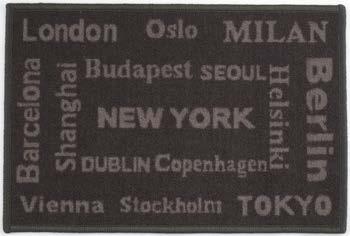 London Oslo MILAN
Budapest SEOUL
Barcelona
Shanghai
NEW YORK
Helsinki
Berlin
DUBLIN Copenhagen
Vienna Stockholm TOKYO